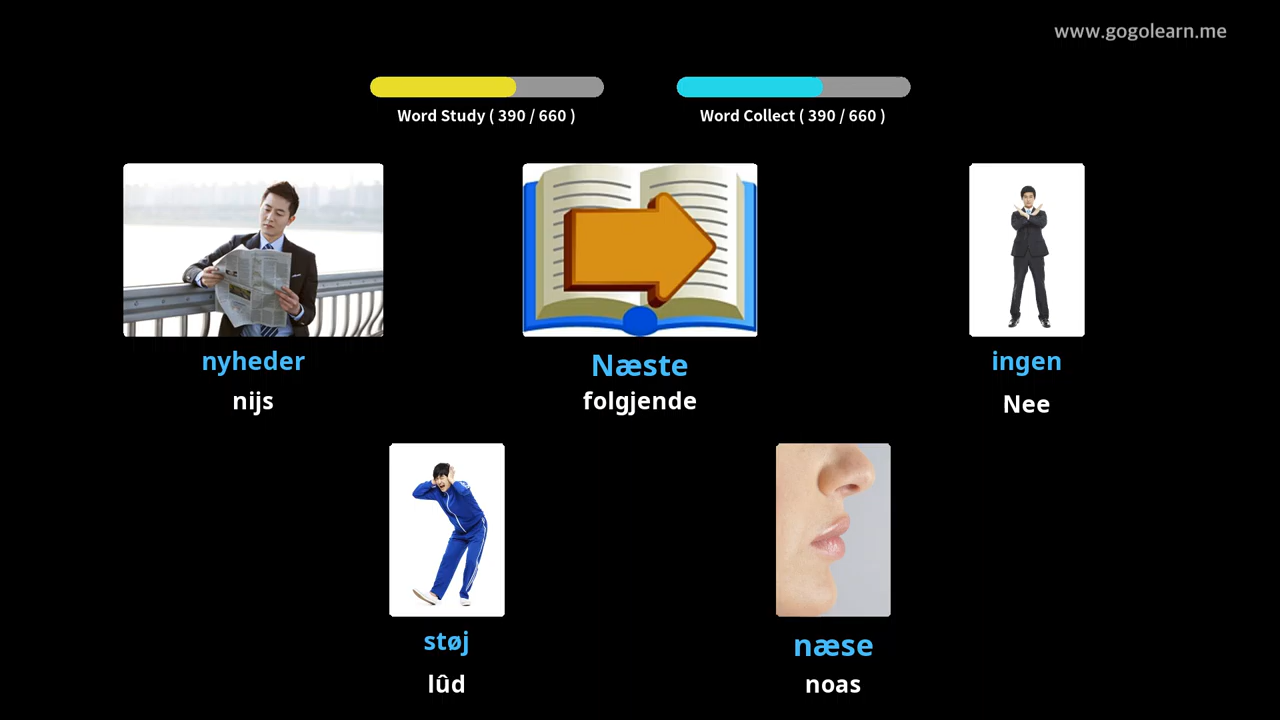 www.gogolearn.me
Word Study ( 390 / 660 )
Word Collect ( 390 / 660 )
nyheder
nijs
Næste
folgjende
ingen
Nee
støj
lûd
næse
noas